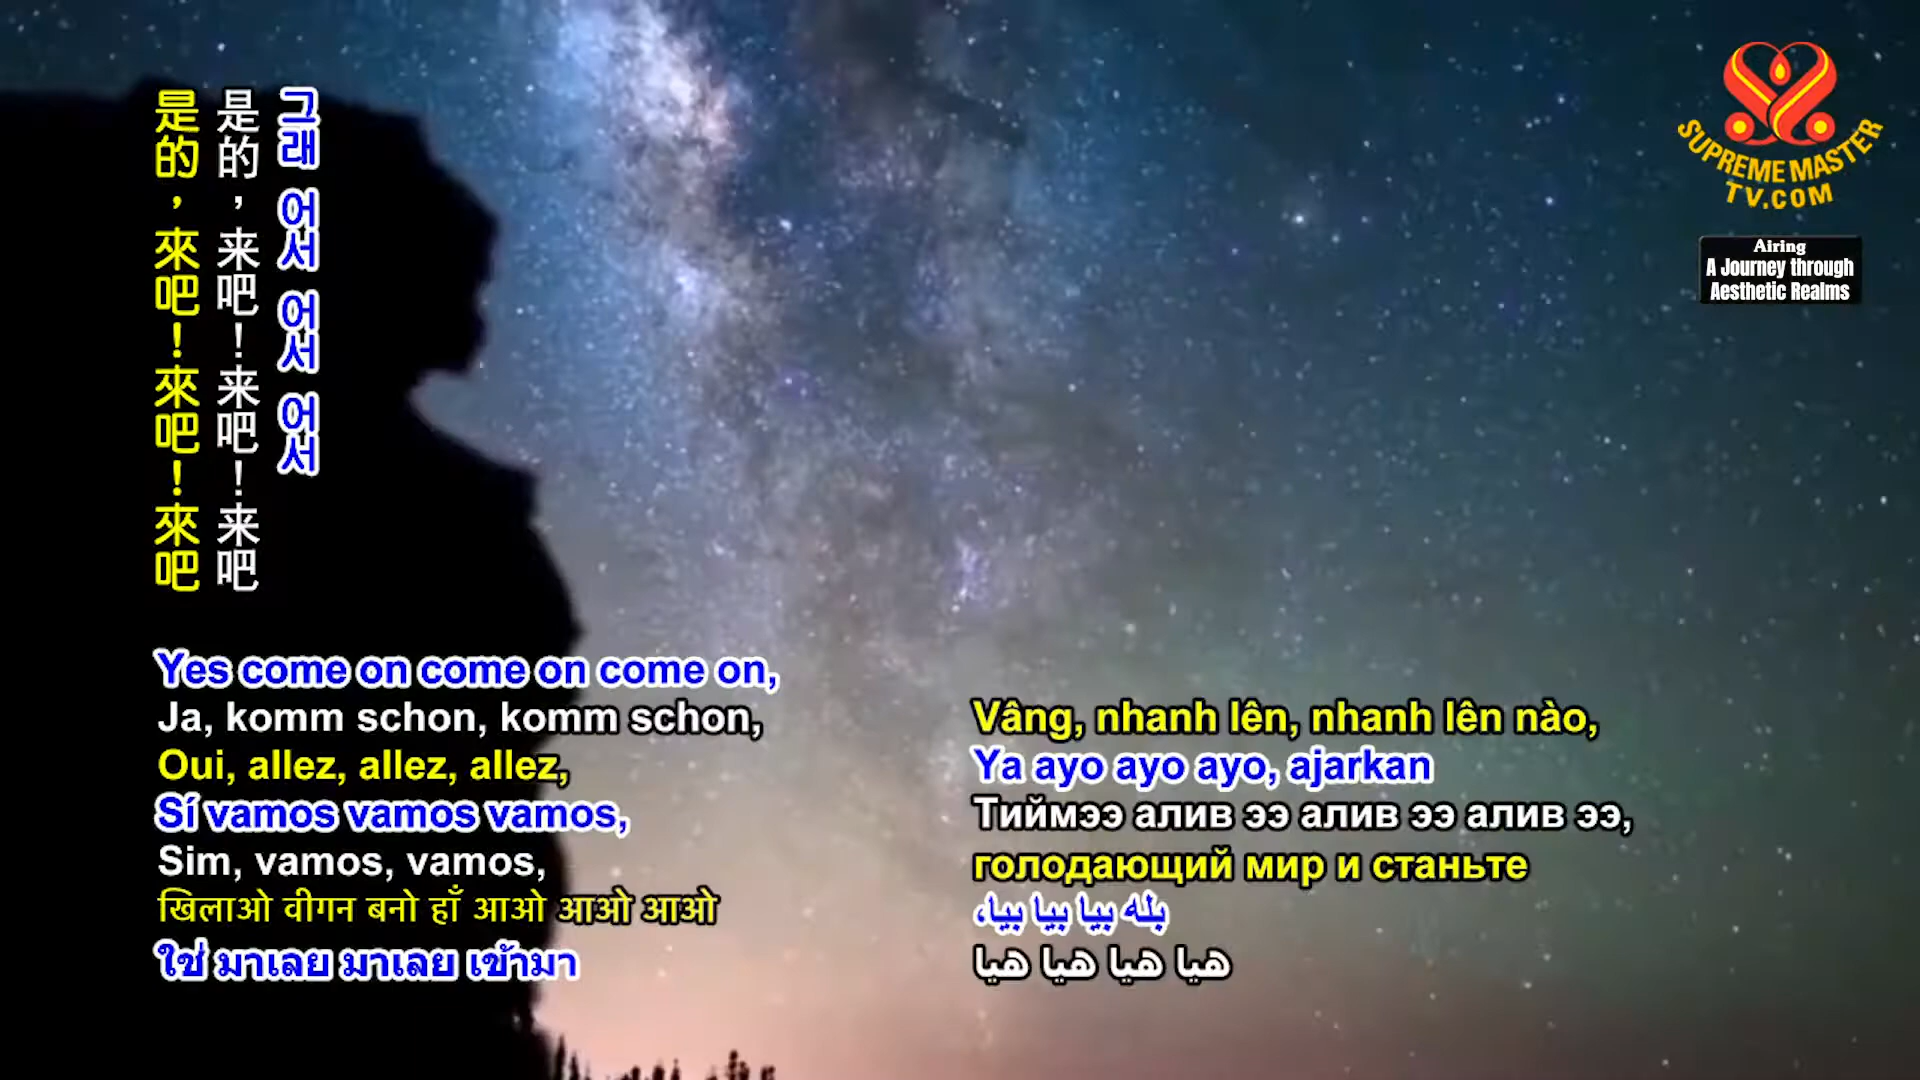 그래 어서 어서 어서
是的，来吧！来吧！来吧
是的，來吧！來吧！來吧
SUPREME MASTER
TV.COM
Airing
A Journey through
Aesthetic Realms
Yes come on come on come on,
Ja, komm schon, komm schon,
Oui, allez, allez, allez,
Sí vamos vamos vamos,
Sim, vamos, vamos,
खिलाओ वीगन बनो हाँ आओ आओ आओ
ใช่ มาเลย มาเลย เข้ามา
Vâng, nhanh lên, nhanh lên nào,
Ya ayo ayo ayo, ajarkan
Тиймээ алив ээ алив ээ алив ээ,
голодающий мир и станьте
بله بیا بیا بیا،
هيا هيا هيا هيا